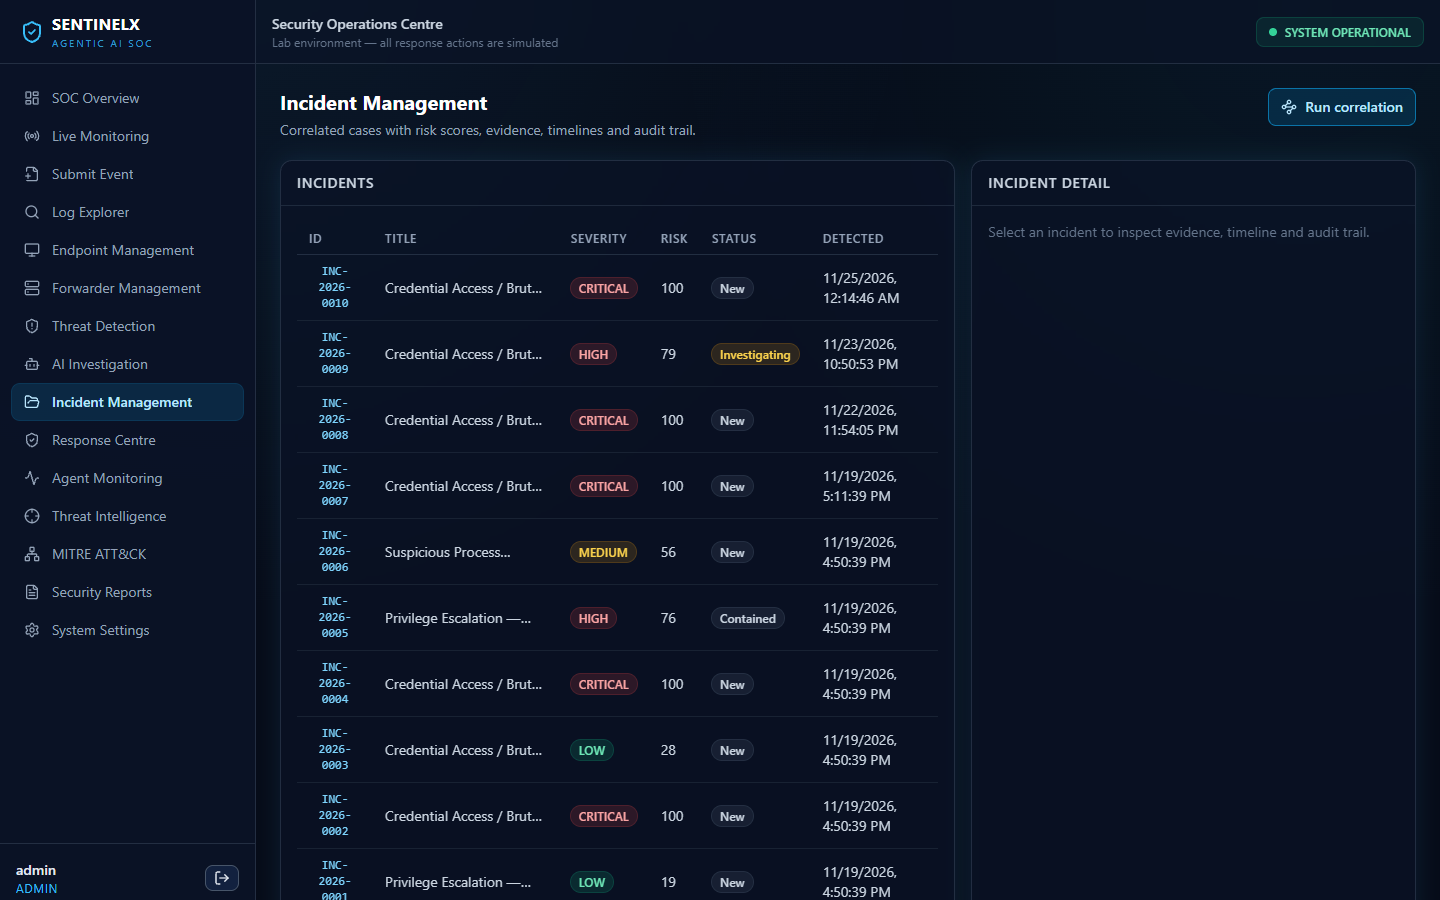 SENTINELX
AGENTIC AI SOC
Security Operations Centre
Lab environment — all response actions are simulated
SYSTEM OPERATIONAL
SOC Overview
Live Monitoring
Submit Event
Log Explorer
Endpoint Management
Forwarder Management
Threat Detection
AI Investigation
Incident Management
Response Centre
Agent Monitoring
Threat Intelligence
MITRE ATT&CK
Security Reports
System Settings
admin
ADMIN
Incident Management
Correlated cases with risk scores, evidence, timelines and audit trail.
Run correlation
INCIDENTS
ID TITLE SEVERITY RISK STATUS DETECTED
INC-2026-0010 Credential Access / Brut... CRITICAL 100 New 11/25/2026, 12:14:46 AM
INC-2026-0009 Credential Access / Brut... HIGH 79 Investigating 11/23/2026, 10:50:53 PM
INC-2026-0008 Credential Access / Brut... CRITICAL 100 New 11/22/2026, 11:54:05 PM
INC-2026-0007 Credential Access / Brut... CRITICAL 100 New 11/19/2026, 5:11:39 PM
INC-2026-0006 Suspicious Process... MEDIUM 56 New 11/19/2026, 4:50:39 PM
INC-2026-0005 Privilege Escalation —... HIGH 76 Contained 11/19/2026, 4:50:39 PM
INC-2026-0004 Credential Access / Brut... CRITICAL 100 New 11/19/2026, 4:50:39 PM
INC-2026-0003 Credential Access / Brut... LOW 28 New 11/19/2026, 4:50:39 PM
INC-2026-0002 Credential Access / Brut... CRITICAL 100 New 11/19/2026, 4:50:39 PM
INC-2026-0001 Privilege Escalation —... LOW 19 New 11/19/2026, 4:50:39 PM
INCIDENT DETAIL
Select an incident to inspect evidence, timeline and audit trail.